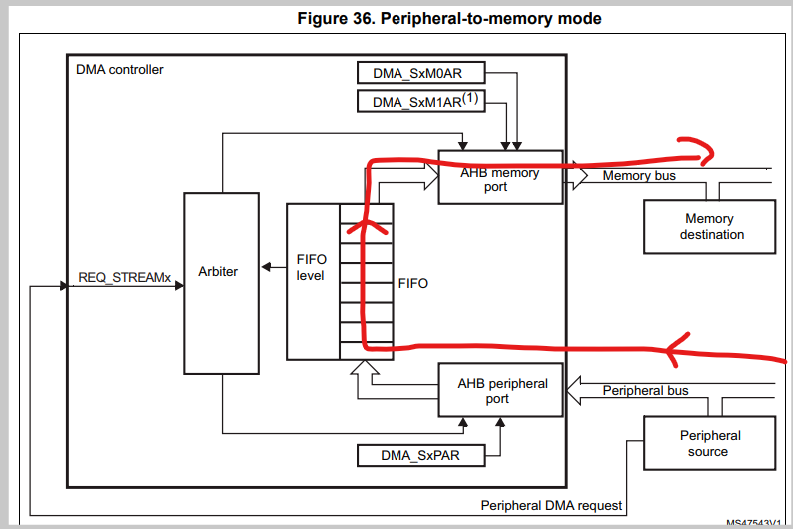 Figure 36. Peripheral-to-memory mode
DMA controller
DMA_SxM0AR
DMA_SxM1AR(1)
AHB memory
port
Memory bus
Memory
destination
Arbiter
FIFO
level
FIFO
REQ_STREAMx
AHB peripheral
port
Peripheral bus
Peripheral
source
DMA_SxPAR
Peripheral DMA request
MS47543V1